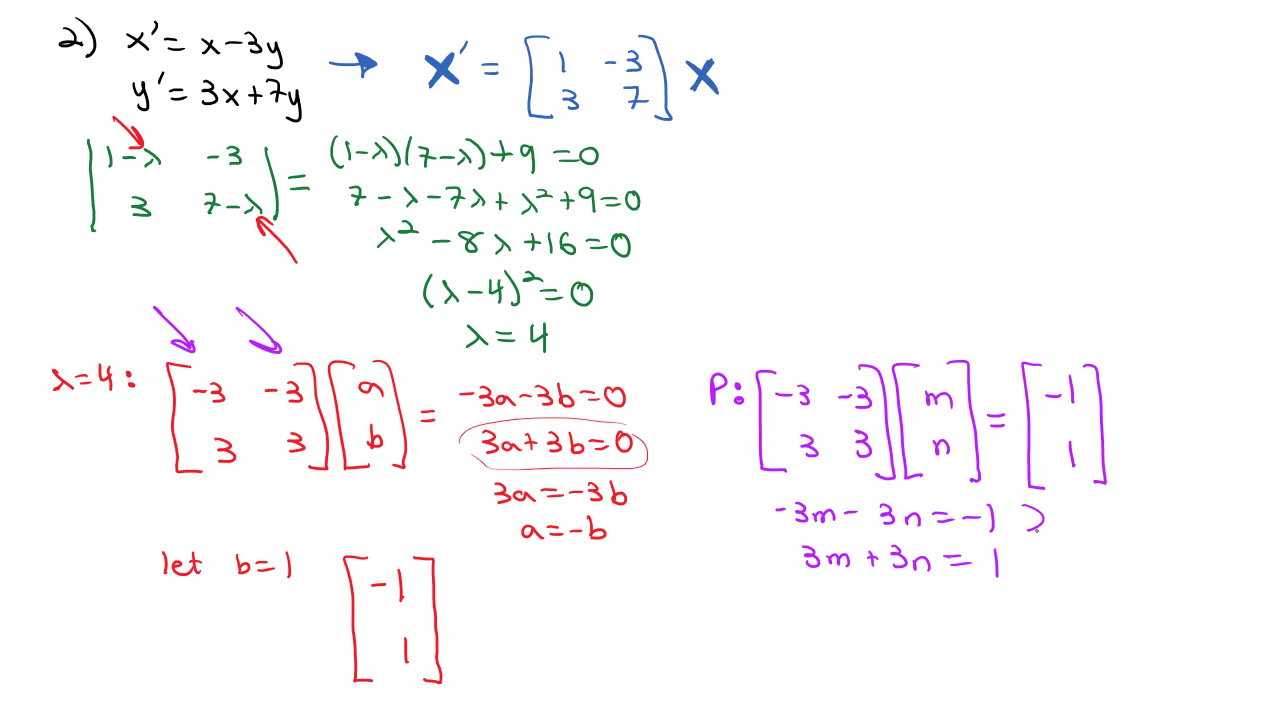 2) x' = x - 3y
y' = 3x + 7y
→ X' = [1 -3; 3 7] X
|1-λ -3; 3 7-λ| = (1-λ)(7-λ) + 9 = 0
7 - λ - 7λ + λ² + 9 = 0
λ² - 8λ + 16 = 0
(λ - 4)² = 0
λ = 4
λ = 4: [-3 -3; 3 3] [a; b] = -3a - 3b = 0
3a + 3b = 0
3a = -3b
a = -b
let b = 1 [-1; 1]
P: [-3 -3; 3 3] [m; n] = [-1; 1]
-3m - 3n = -1
3m + 3n = 1